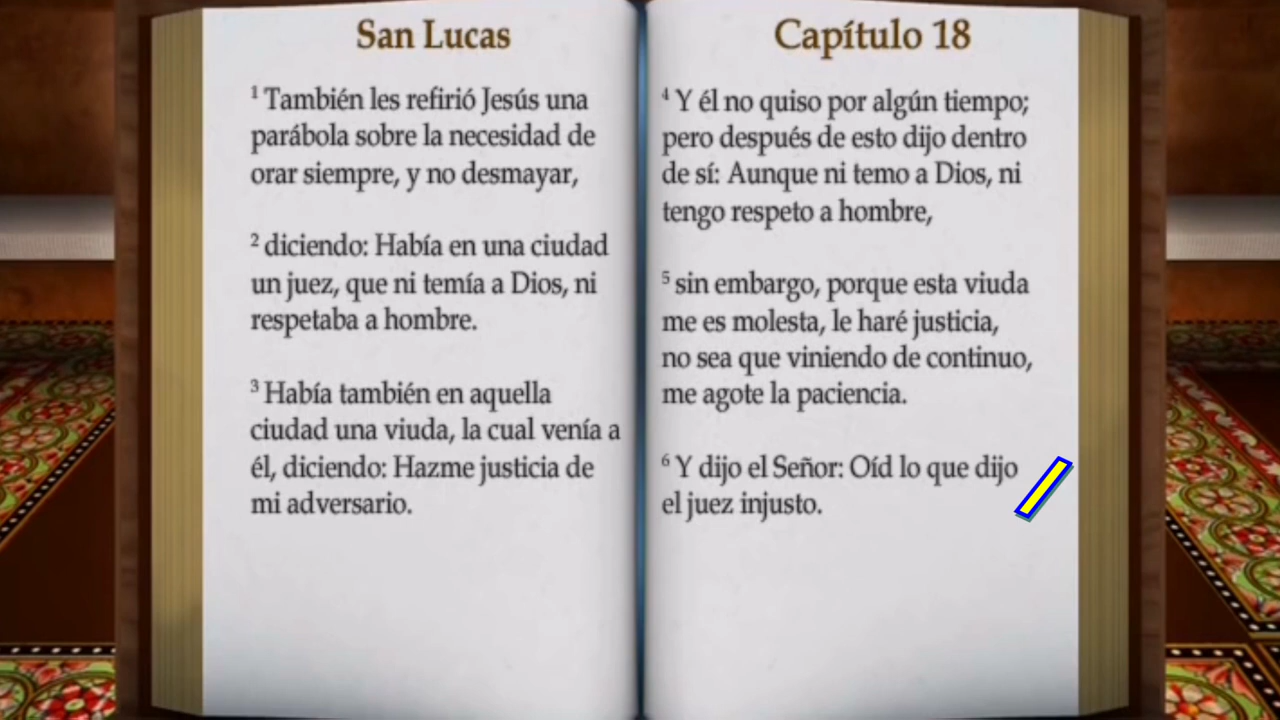 San Lucas
1 También les refirió Jesús una
parábola sobre la necesidad de
orar siempre, y no desmayar,
2 diciendo: Había en una ciudad
un juez, que ni temía a Dios, ni
respetaba a hombre.
3 Había también en aquella
ciudad una viuda, la cual venía a
él, diciendo: Hazme justicia de
mi adversario.
Capítulo 18
4 Y él no quiso por algún tiempo;
pero después de esto dijo dentro
de sí: Aunque ni temo a Dios, ni
tengo respeto a hombre,
5 sin embargo, porque esta viuda
me es molesta, le haré justicia,
no sea que viniendo de continuo,
me agote la paciencia.
6 Y dijo el Señor: Oíd lo que dijo
el juez injusto.